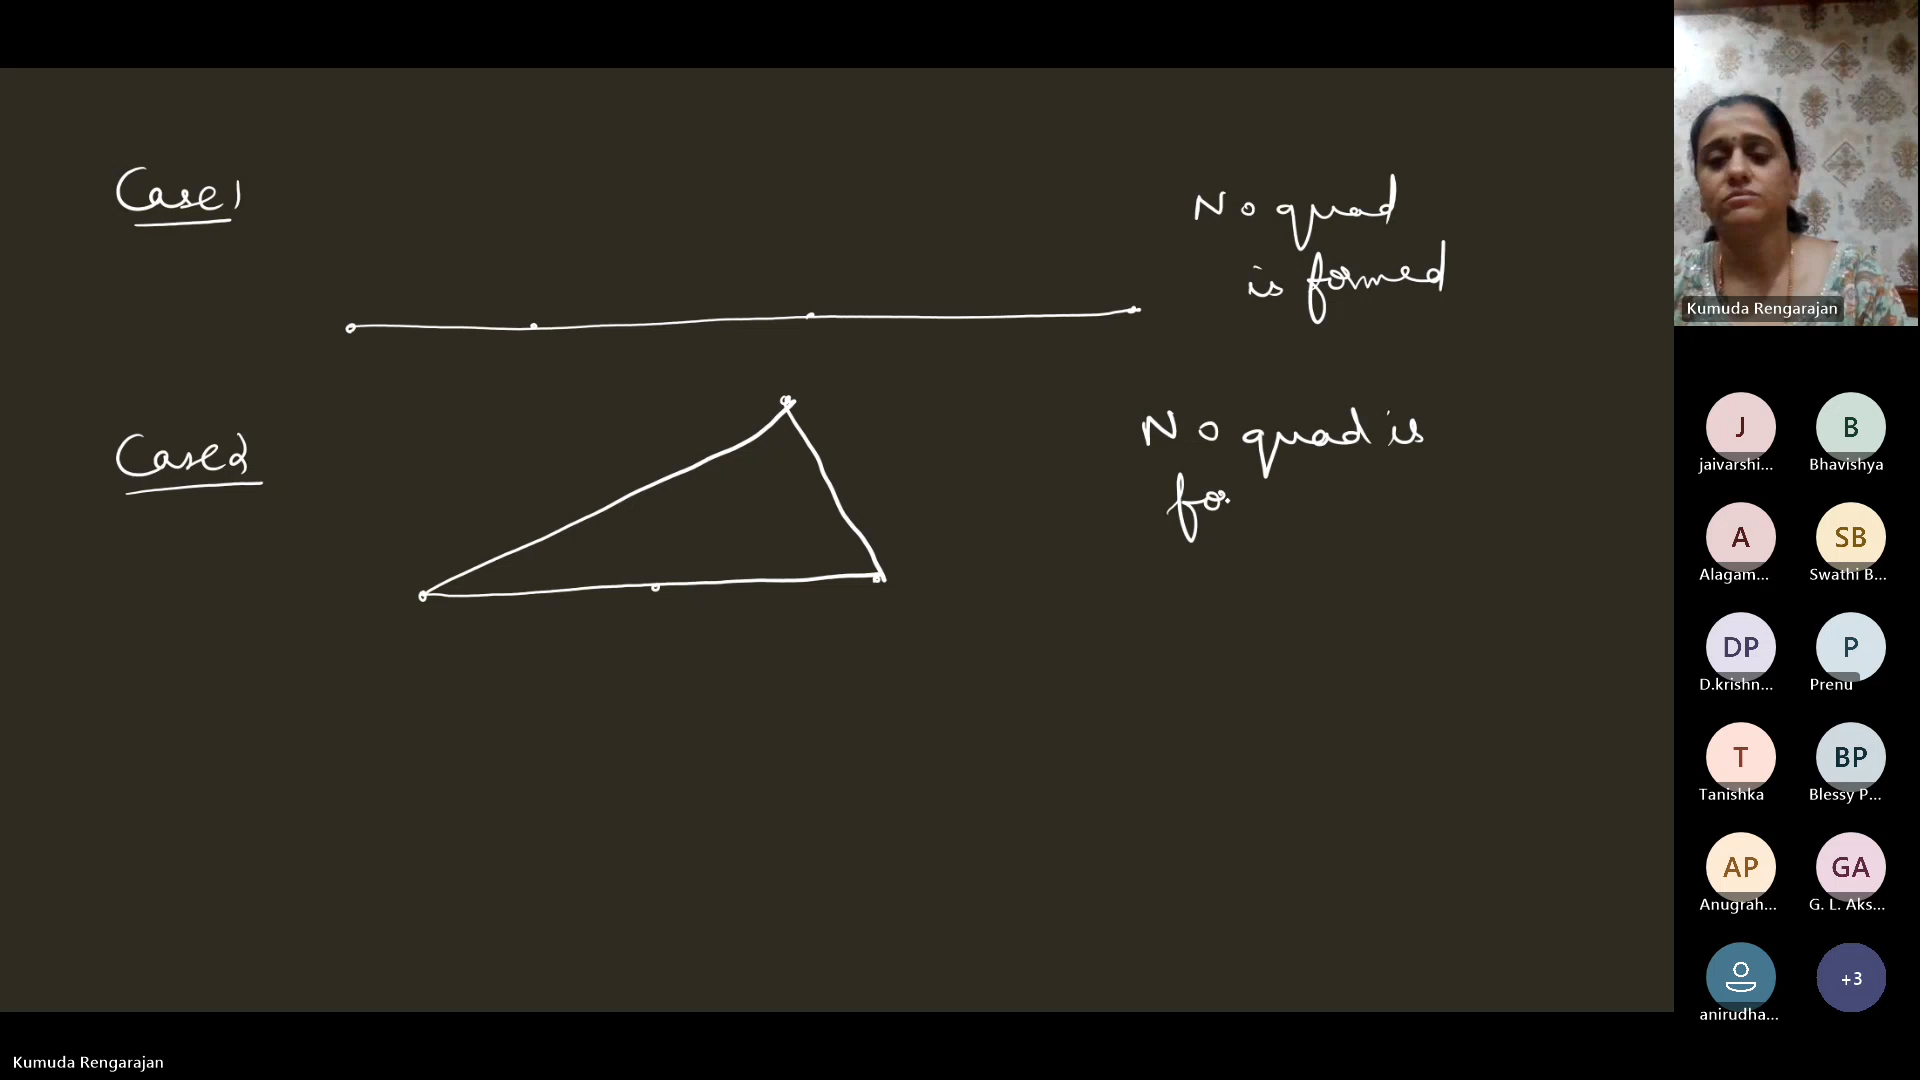 Case 1
No quad
is formed
Case 2
No quad is
for
Kumuda Rengarajan
J
jaivarshi...
B
Bhavishya
A
Alagam...
SB
Swathi B...
DP
D.krishn...
P
Prenu
T
Tanishka
BP
Blessy P...
AP
Anugrah...
GA
G. L. Aks...
anirudha...
+3
Kumuda Rengarajan